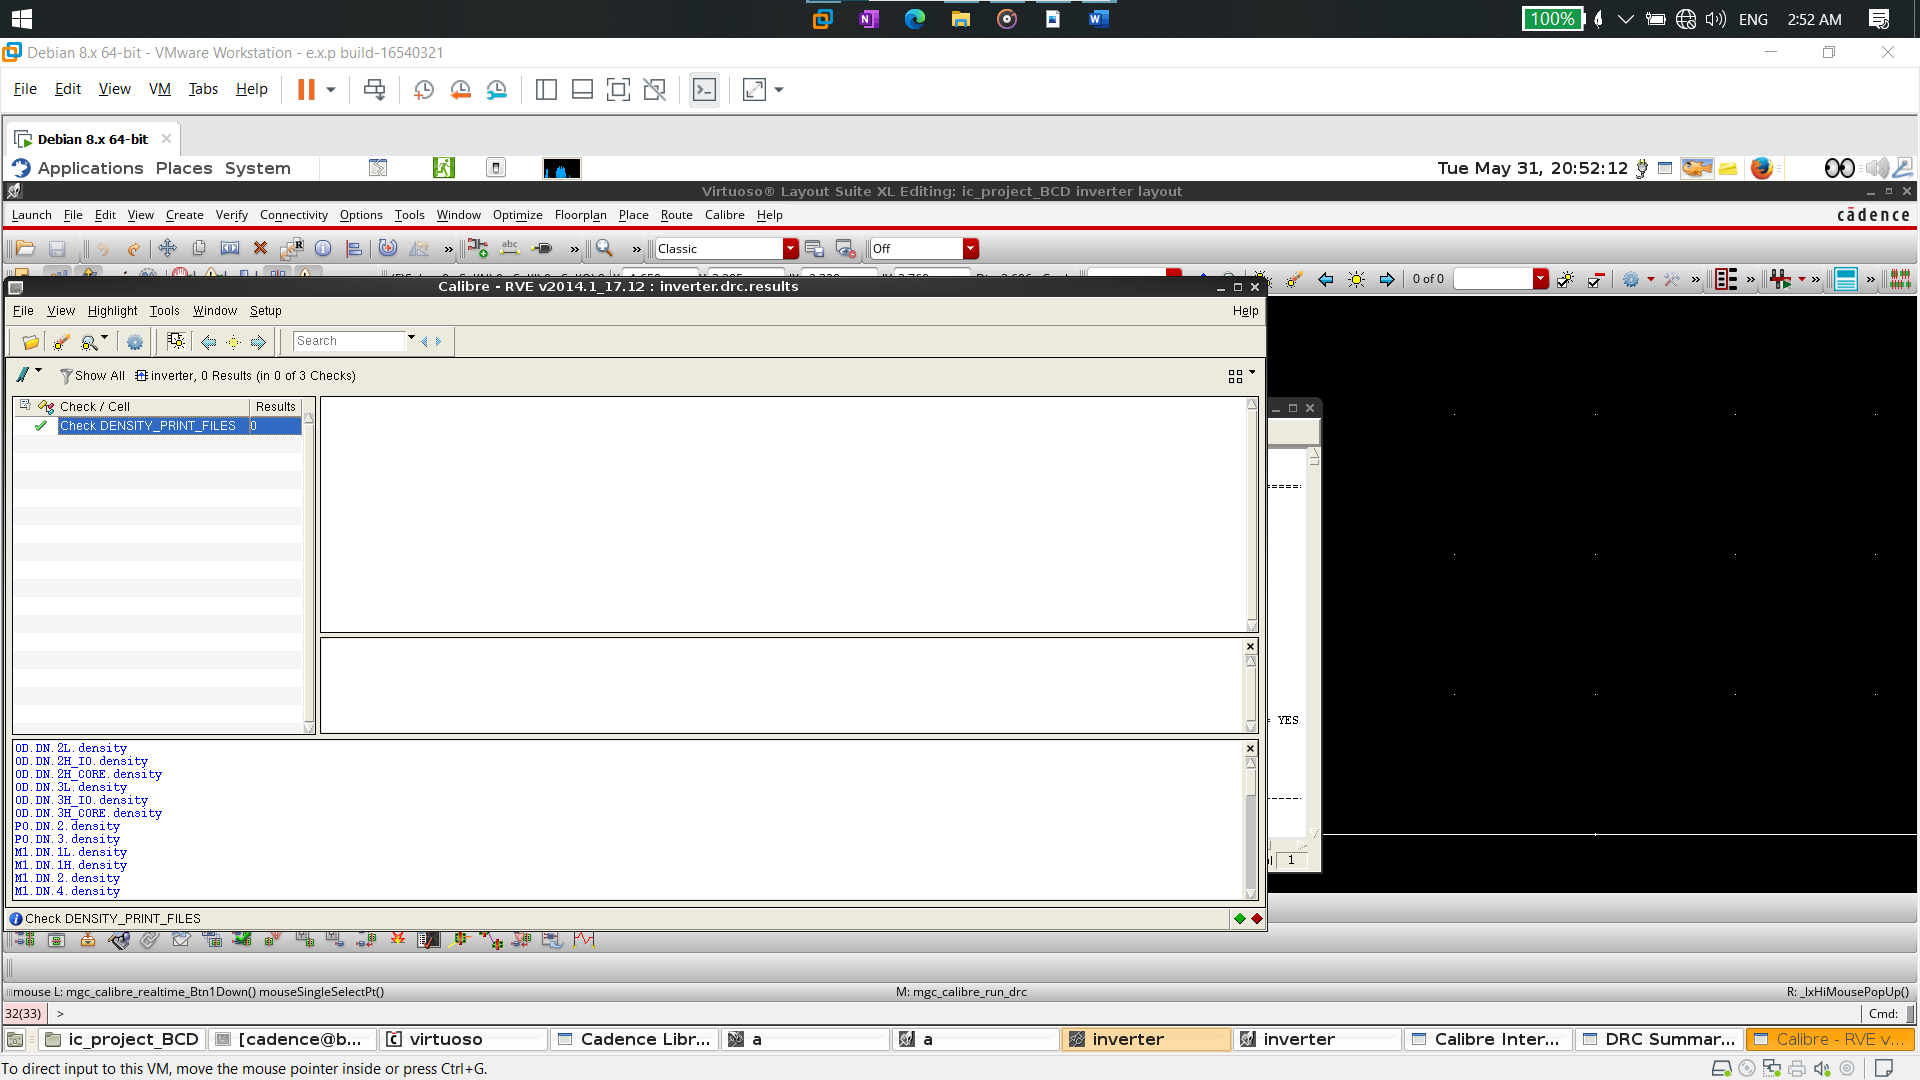 100%
ENG
2:52 AM
Debian 8.x 64-bit - VMware Workstation - e.x.p build-16540321
File Edit View VM Tabs Help
Debian 8.x 64-bit
Applications Places System
Tue May 31, 20:52:12
Virtuoso® Layout Suite XL Editing: ic_project_BCD inverter layout
Launch File Edit View Create Verify Connectivity Options Tools Window Optimize Floorplan Place Route Calibre Help
cādence
Classic
Off
0 of 0
Calibre - RVE v2014.1_17.12 : inverter.drc.results
File View Highlight Tools Window Setup
Help
Search
Show All
inverter, 0 Results (in 0 of 3 Checks)
Check / Cell Results
Check DENSITY_PRINT_FILES 0
YES
OD.DN.2L.density
OD.DN.2H_IO.density
OD.DN.2H_CORE.density
OD.DN.3L.density
OD.DN.3H_IO.density
OD.DN.3H_CORE.density
PO.DN.2.density
PO.DN.3.density
M1.DN.1L.density
M1.DN.1H.density
M1.DN.2.density
M1.DN.4.density
1
Check DENSITY_PRINT_FILES
mouse L: mgc_calibre_realtime_Btn1Down() mouseSingleSelectPt()
M: mgc_calibre_run_drc
R: _lxHiMousePopUp()
32(33) >
Cmd:
ic_project_BCD
[cadence@b...
virtuoso
Cadence Libr...
a
a
inverter
inverter
Calibre Inter...
DRC Summar...
Calibre - RVE v...
To direct input to this VM, move the mouse pointer inside or press Ctrl+G.